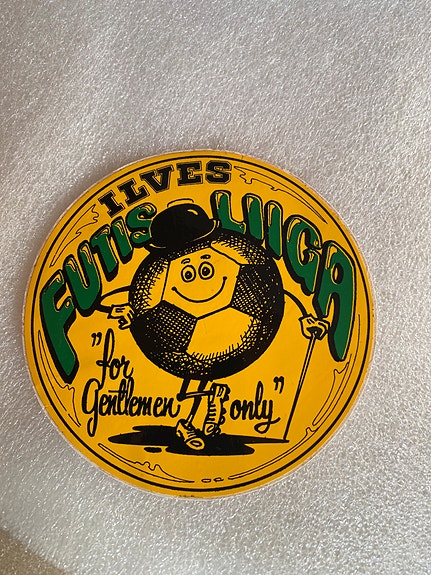 ILVES
FUTIS LIIGA
"for
Gentlemen only"